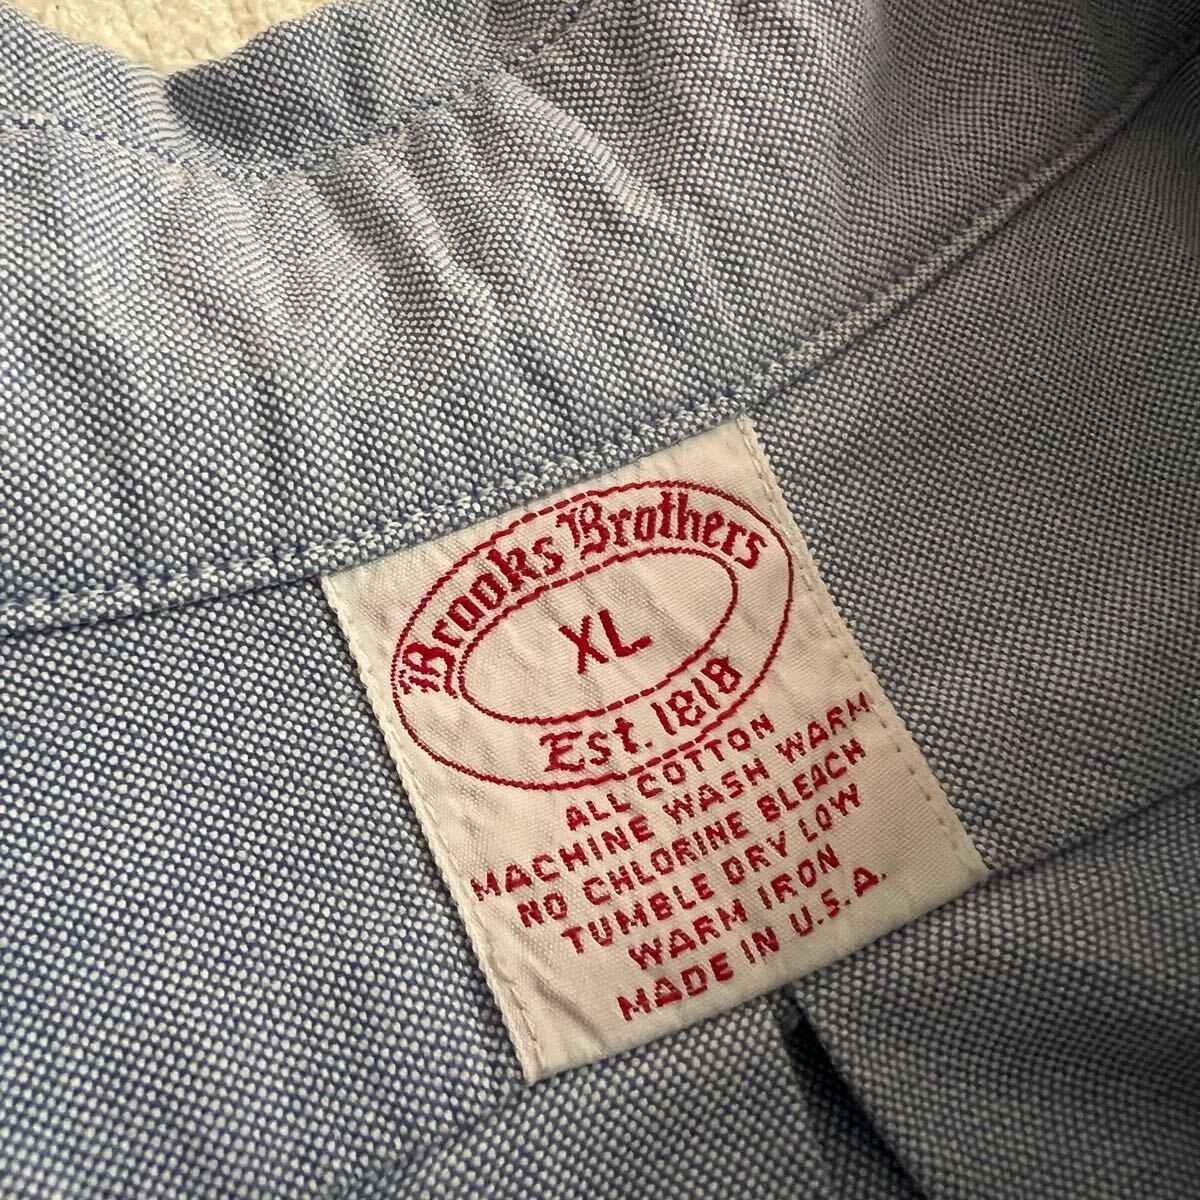 Brooks Brothers
XL
Est. 1818
ALL COTTON
MACHINE WASH WARM
NO CHLORINE BLEACH
TUMBLE DRY LOW
WARM IRON
MADE IN U.S.A.